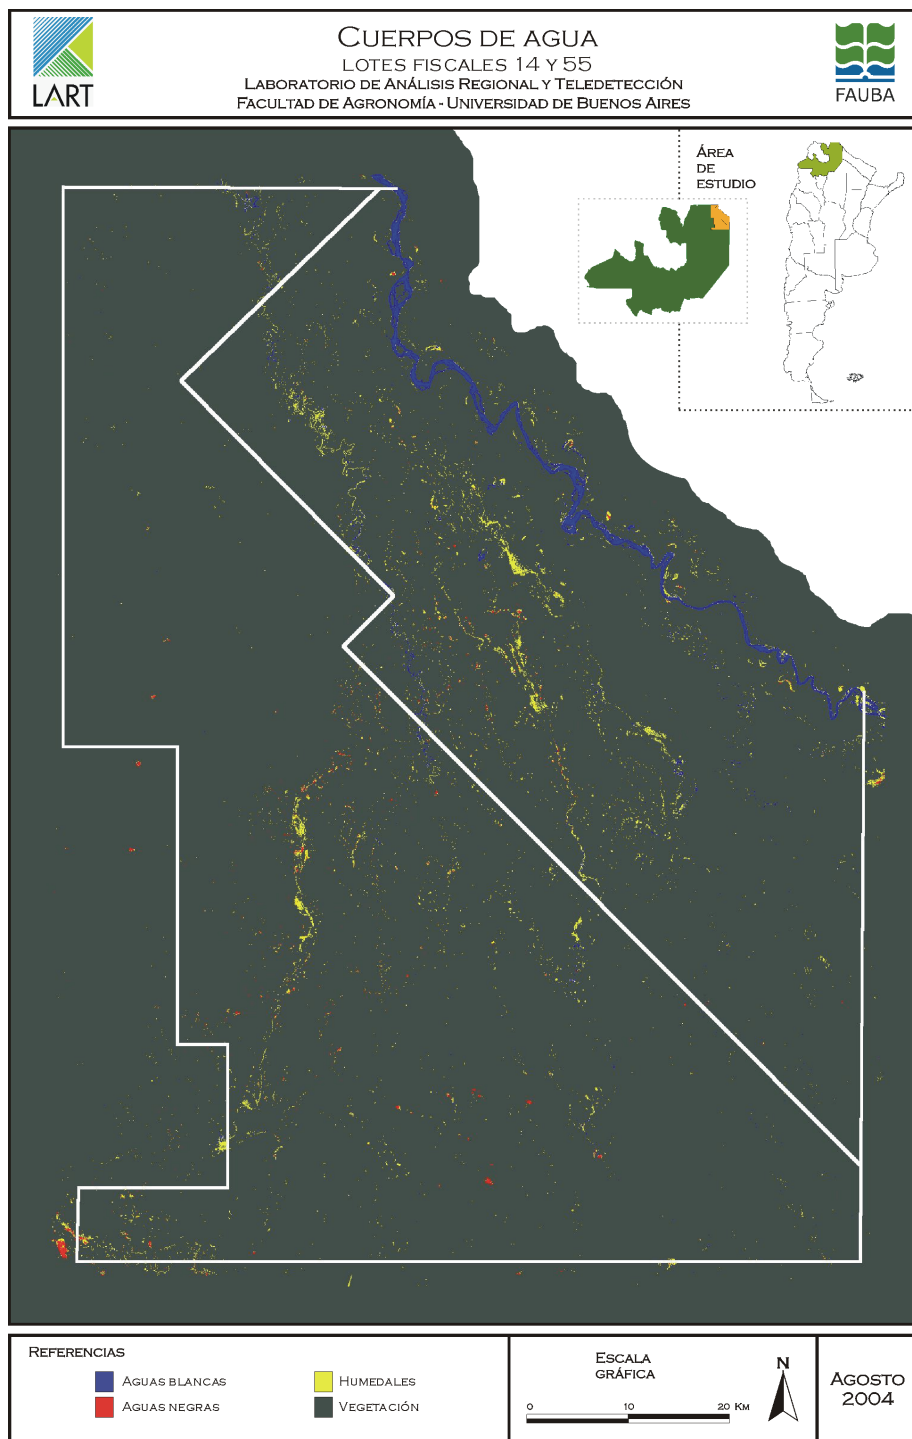 LART
CUERPOS DE AGUA
LOTES FISCALES 14 Y 55
LABORATORIO DE ANÁLISIS REGIONAL Y TELEDETECCIÓN
FACULTAD DE AGRONOMÍA - UNIVERSIDAD DE BUENOS AIRES
FAUBA
ÁREA
DE
ESTUDIO
REFERENCIAS
AGUAS BLANCAS
AGUAS NEGRAS
HUMEDALES
VEGETACIÓN
ESCALA
GRÁFICA
0 10 20 KM
N
AGOSTO
2004